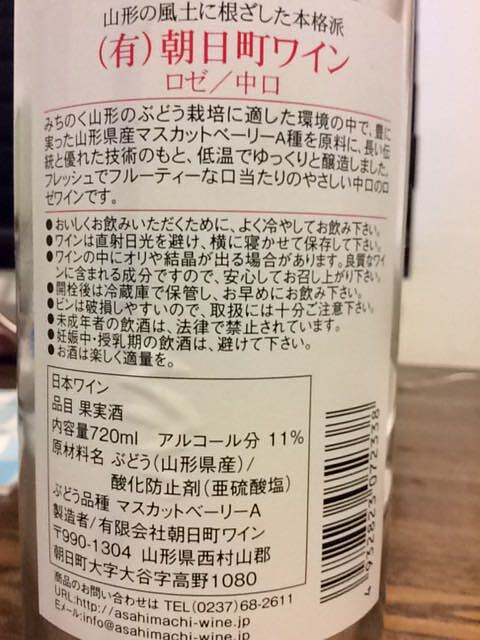 山形の風土に根ざした本格派
(有)朝日町ワイン
ロゼ/中口
みちのく山形のぶどう栽培に適した環境の中で、豊に
実った山形県産マスカットベーリーA種を原料に、長い伝
統と優れた技術のもと、低温でゆっくりと醸造しました。
フレッシュでフルーティーな口当たりのやさしい中口のロ
ゼワインです。
●おいしくお飲みいただくために、よく冷やしてお飲み下さい。
●ワインは直射日光を避け、横に寝かせて保存して下さい。
●ワインの中にオリや結晶が出る場合があります。良質なワイ
ンに含まれる成分ですので、安心してお召し上がり下さい。
●開栓後は冷蔵庫で保管し、お早めにお飲み下さい。
●ビンは破損しやすいので、取扱には十分ご注意下さい。
●未成年者の飲酒は、法律で禁止されています。
●妊娠中・授乳期の飲酒は、避けて下さい。
●お酒は楽しく適量を。
日本ワイン
品目 果実酒
内容量720ml アルコール分 11%
原材料名 ぶどう(山形県産)/
酸化防止剤(亜硫酸塩)
ぶどう品種 マスカットベーリーA
製造者/有限会社朝日町ワイン
〒990-1304 山形県西村山郡
朝日町大字大谷字高野1080
商品のお問い合わせは TEL(0237)68-2611
URL:http://asahimachi-wine.jp
Eメール:info@asahimachi-wine.jp
4 932823 072338